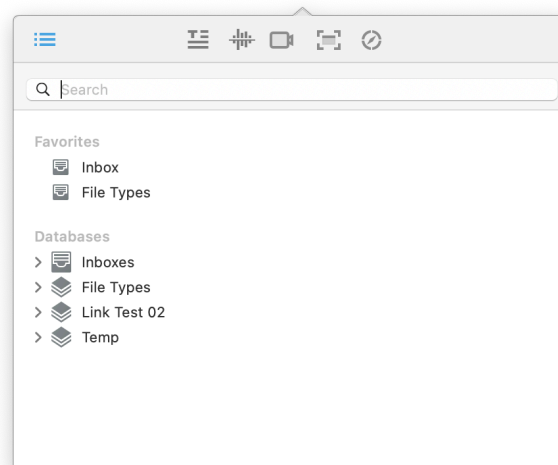 Search
Favorites
Inbox
File Types
Databases
Inboxes
File Types
Link Test 02
Temp